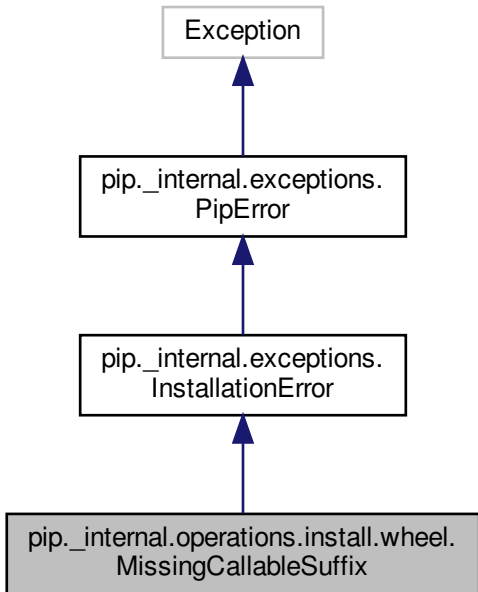 Exception
pip._internal.exceptions.
PipError
pip._internal.exceptions.
InstallationError
pip._internal.operations.install.wheel.
MissingCallableSuffix